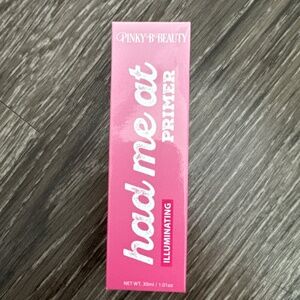 PINKY B BEAUTY
had me at
PRIMER
ILLUMINATING
NET WT. 30ml / 1.01oz